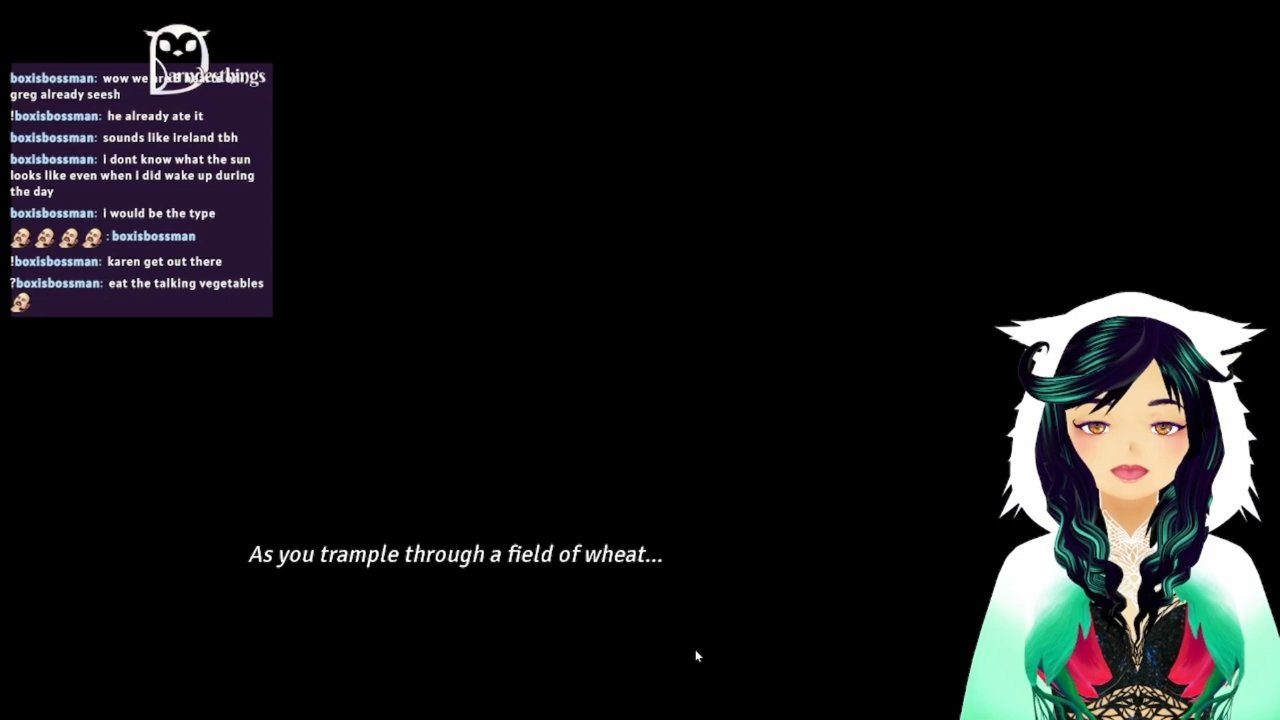 boxisbossman: wow we
greg already seesh
!boxisbossman: he already ate it
boxisbossman: sounds like ireland tbh
boxisbossman: I dont know what the sun
looks like even when i did wake up during
the day
boxisbossman: I would be the type
: boxisbossman
!boxisbossman: karen get out there
?boxisbossman: eat the talking vegetables
As you trample through a field of wheat...